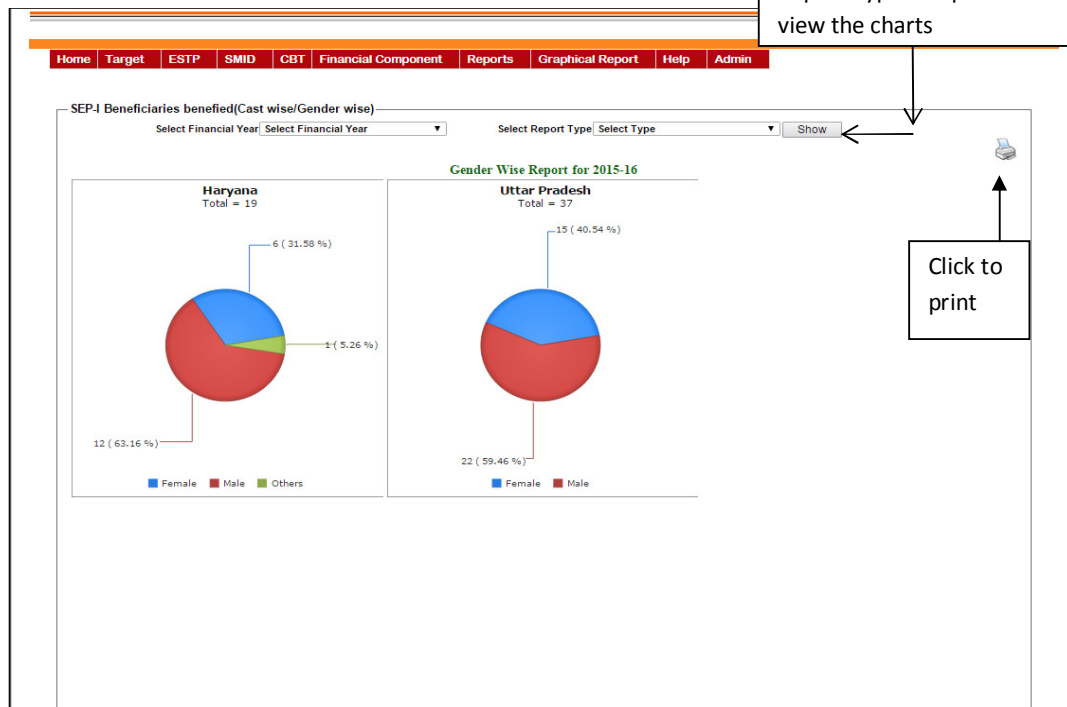 view the charts
Home Target ESTP SMID CBT Financial Component Reports Graphical Report Help Admin
SEP-I Beneficiaries benefied(Cast wise/Gender wise)
Select Financial Year Select Financial Year Select Report Type Select Type Show
Gender Wise Report for 2015-16
Haryana
Total = 19
6 ( 31.58 %)
1 ( 5.26 %)
12 ( 63.16 %)
Female Male Others
Uttar Pradesh
Total = 37
15 ( 40.54 %)
22 ( 59.46 %)
Female Male
Click to
print